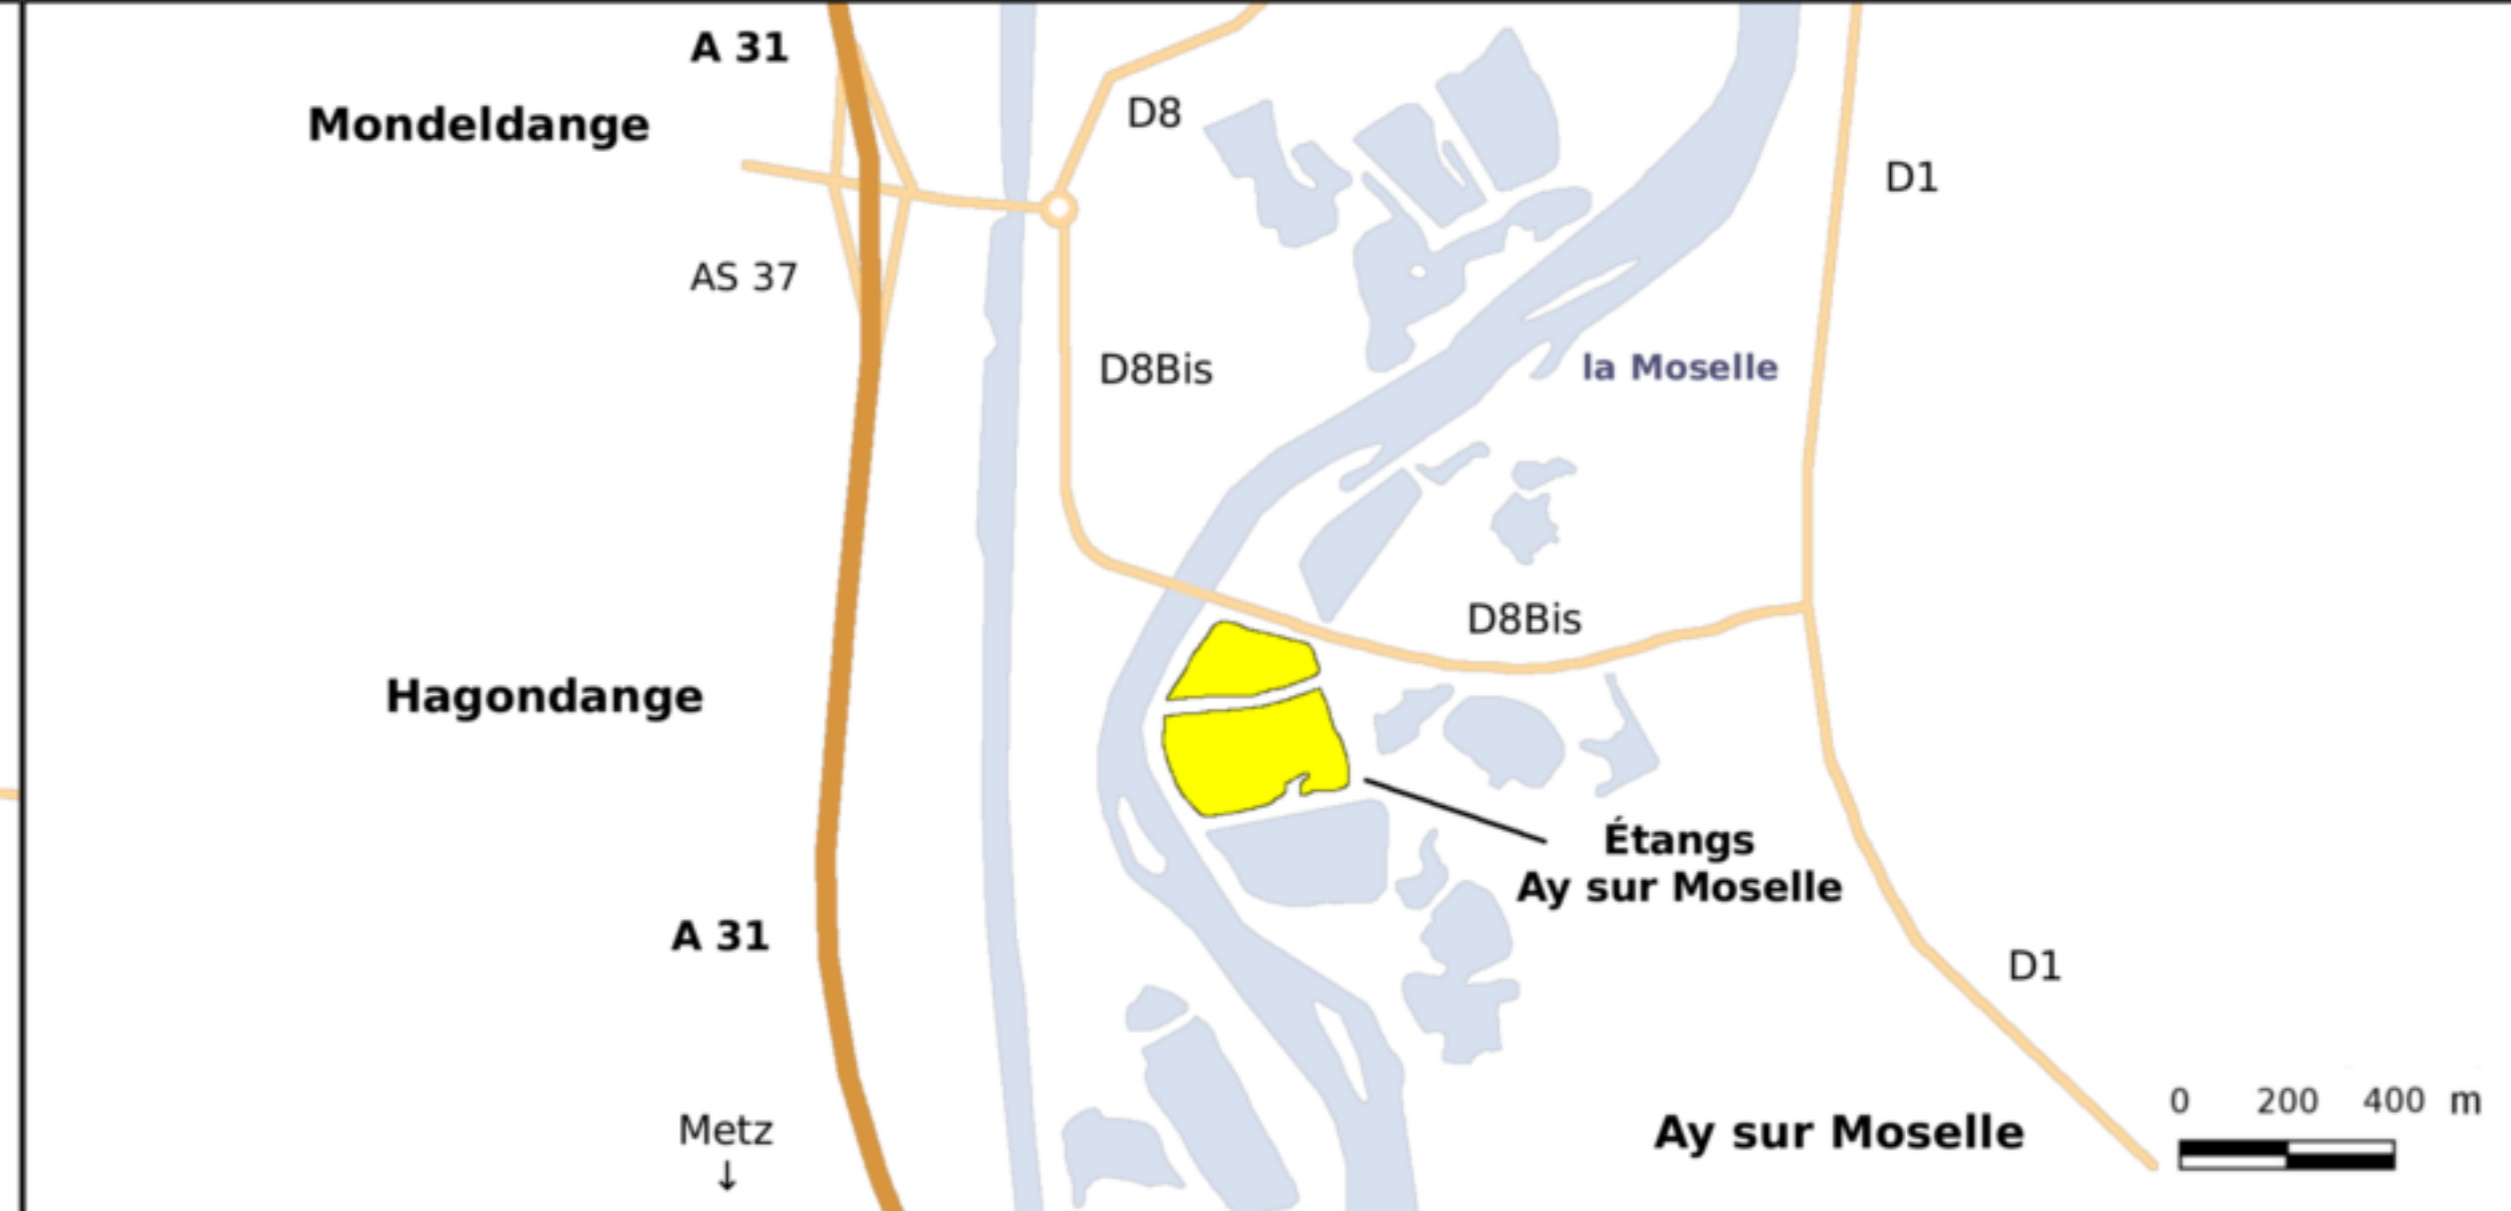 A 31
Mondeldange
D8
D1
AS 37
D8Bis
la Moselle
D8Bis
Hagondange
Étangs
Ay sur Moselle
A 31
D1
Metz
↓
Ay sur Moselle
0 200 400 m